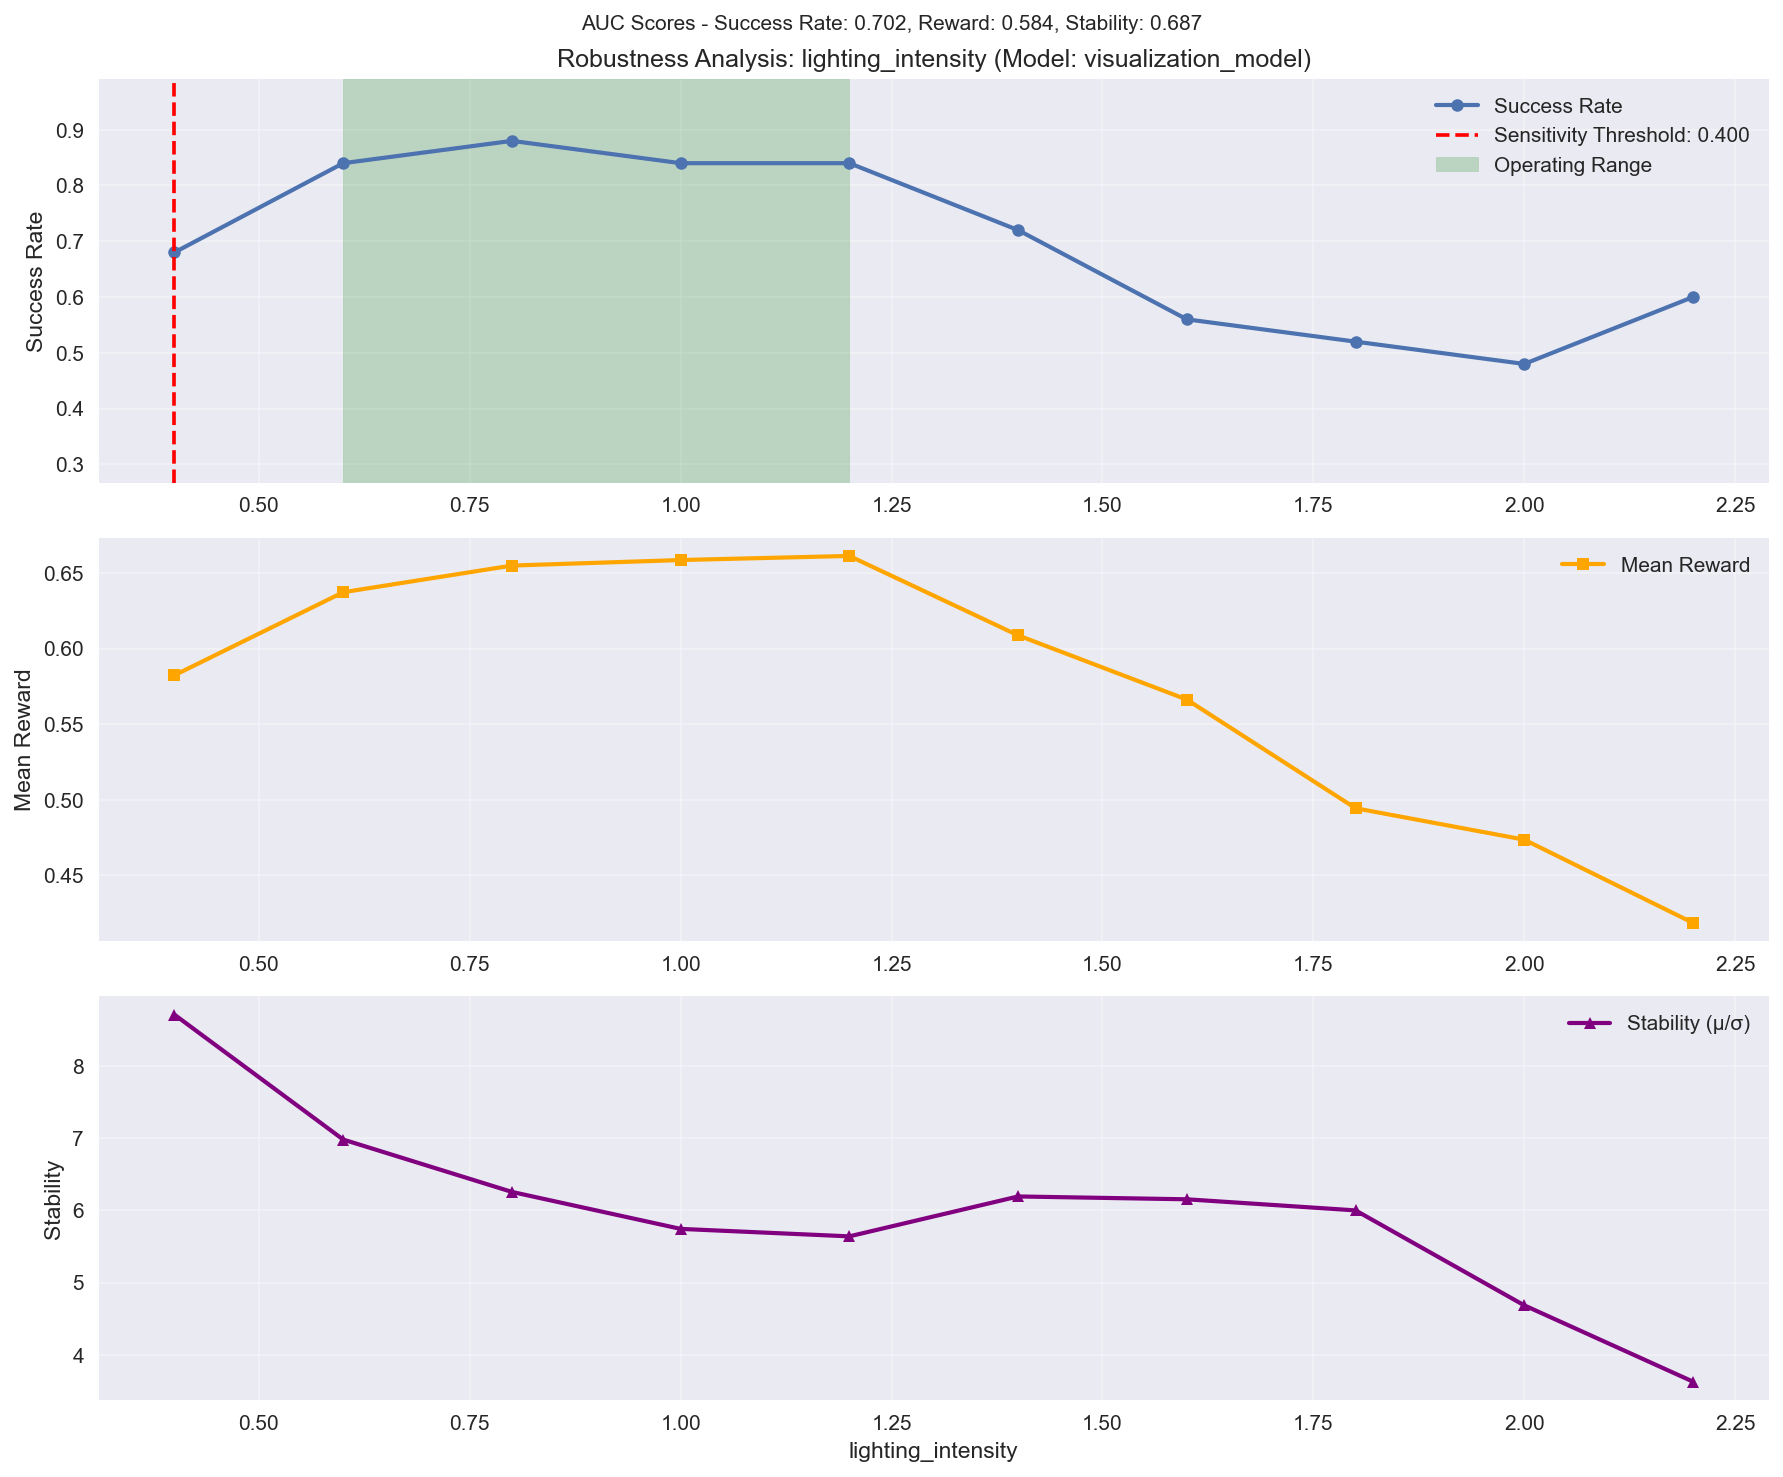 AUC Scores - Success Rate: 0.702, Reward: 0.584, Stability: 0.687
Robustness Analysis: lighting_intensity (Model: visualization_model)
Success Rate
Sensitivity Threshold: 0.400
Operating Range
Success Rate
0.9
0.8
0.7
0.6
0.5
0.4
0.3
0.50 0.75 1.00 1.25 1.50 1.75 2.00 2.25
Mean Reward
Mean Reward
0.65
0.60
0.55
0.50
0.45
0.50 0.75 1.00 1.25 1.50 1.75 2.00 2.25
Stability (μ/σ)
Stability
8
7
6
5
4
0.50 0.75 1.00 1.25 1.50 1.75 2.00 2.25
lighting_intensity